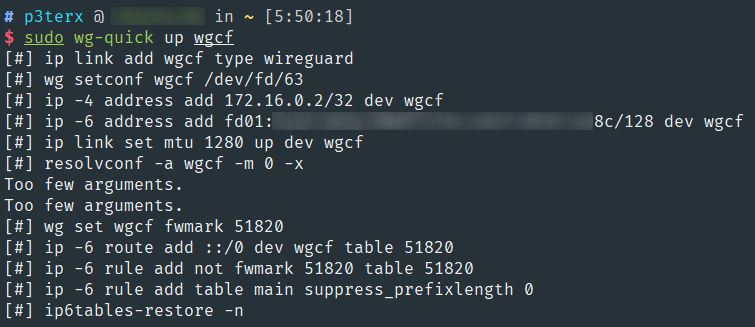 # p3terx @ in ~ [5:50:18]
$ sudo wg-quick up wgcf
[#] ip link add wgcf type wireguard
[#] wg setconf wgcf /dev/fd/63
[#] ip -4 address add 172.16.0.2/32 dev wgcf
[#] ip -6 address add fd01: 8c/128 dev wgcf
[#] ip link set mtu 1280 up dev wgcf
[#] resolvconf -a wgcf -m 0 -x
Too few arguments.
Too few arguments.
[#] wg set wgcf fwmark 51820
[#] ip -6 route add ::/0 dev wgcf table 51820
[#] ip -6 rule add not fwmark 51820 table 51820
[#] ip -6 rule add table main suppress_prefixlength 0
[#] ip6tables-restore -n